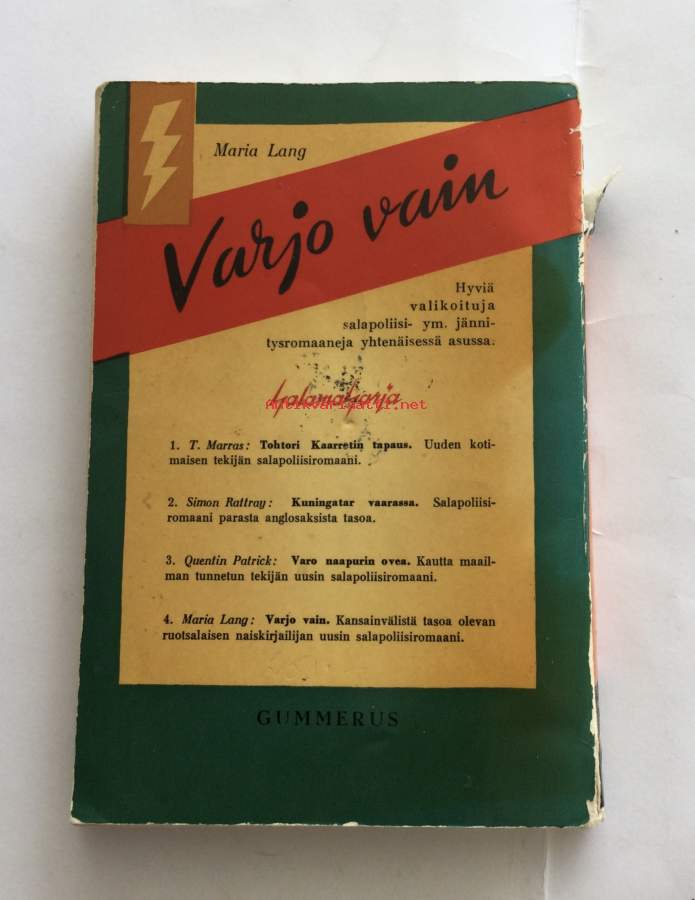 Maria Lang
Varjo vain
Hyviä
valikoituja
salapoliisi- ym. jänni-
tysromaaneja yhtenäisessä asussa.
Salamasarja
1. T. Marras: Tohtori Kaarretin tapaus. Uuden koti-
maisen tekijän salapoliisiromaani.
2. Simon Rattray: Kuningatar vaarassa. Salapoliisi-
romaani parasta anglosaksista tasoa.
3. Quentin Patrick: Varo naapurin ovea. Kautta maail-
man tunnetun tekijän uusin salapoliisiromaani.
4. Maria Lang: Varjo vain. Kansainvälistä tasoa olevan
ruotsalaisen naiskirjailijan uusin salapoliisiromaani.
GUMMERUS